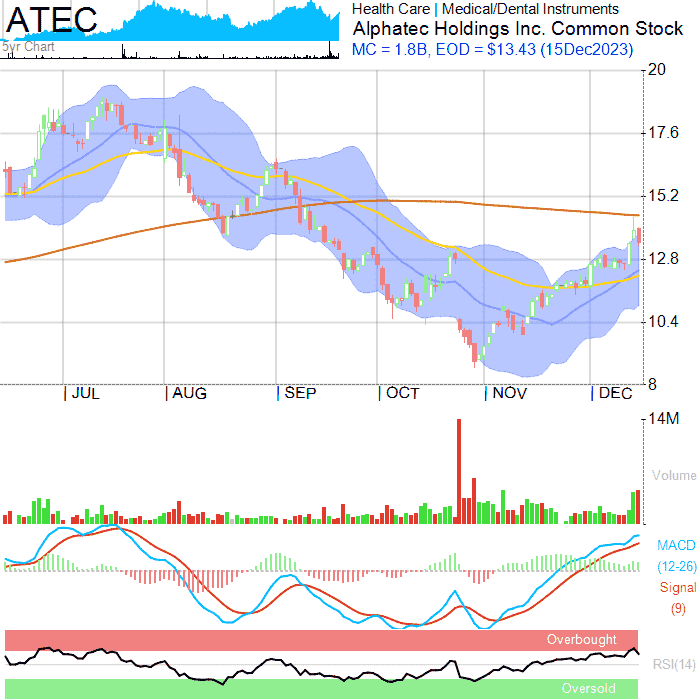 ATEC
5yr Chart
Health Care | Medical/Dental Instruments
Alphatec Holdings Inc. Common Stock
MC = 1.8B, EOD = $13.43 (15Dec2023)
20
17.6
15.2
12.8
10.4
8
JUL AUG SEP OCT NOV DEC
14M
Volume
MACD
(12-26)
Signal
(9)
Overbought
RSI(14)
Oversold